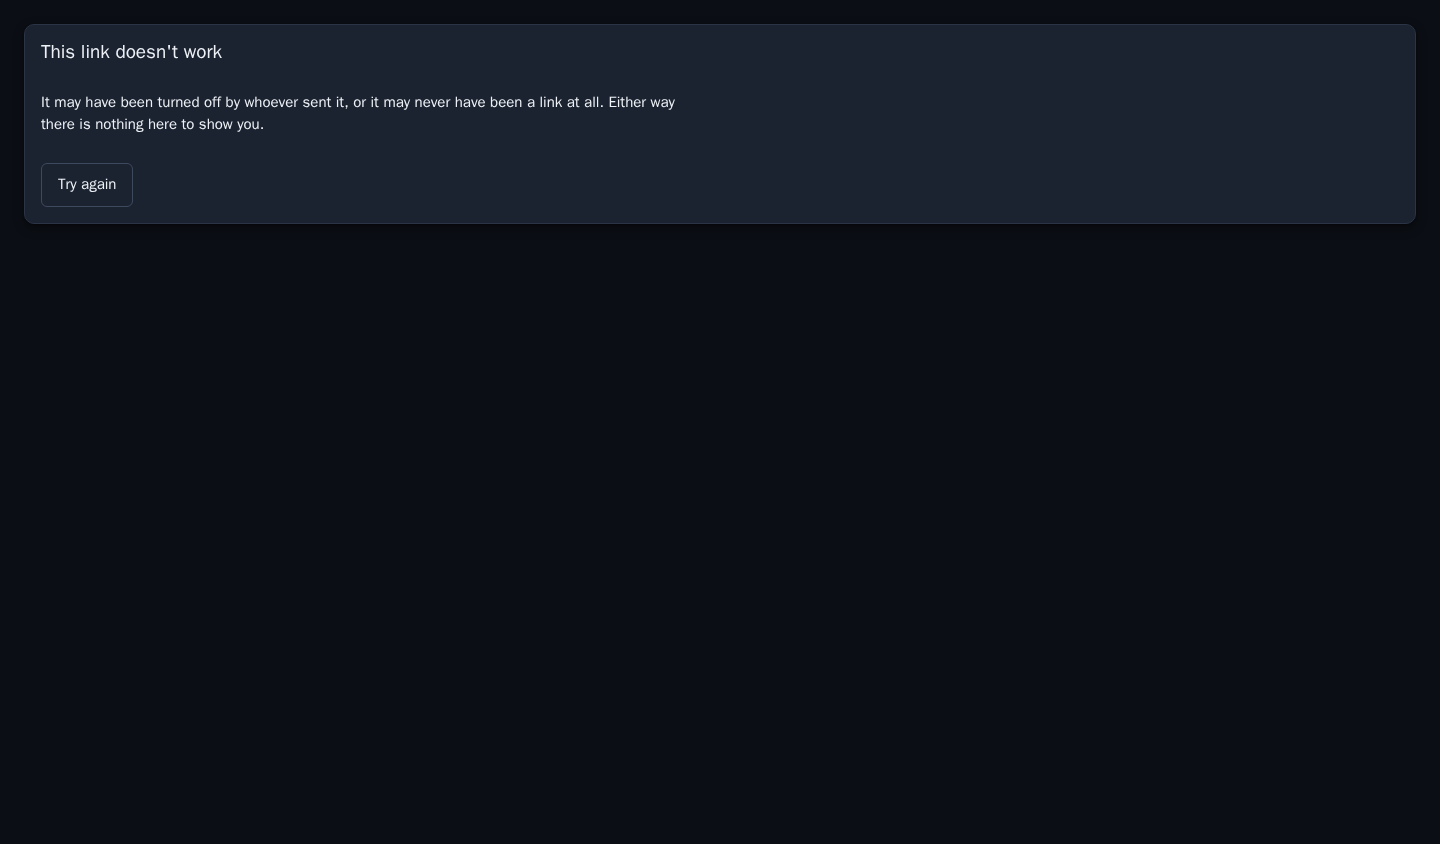 This link doesn't work
It may have been turned off by whoever sent it, or it may never have been a link at all. Either way
there is nothing here to show you.
Try again